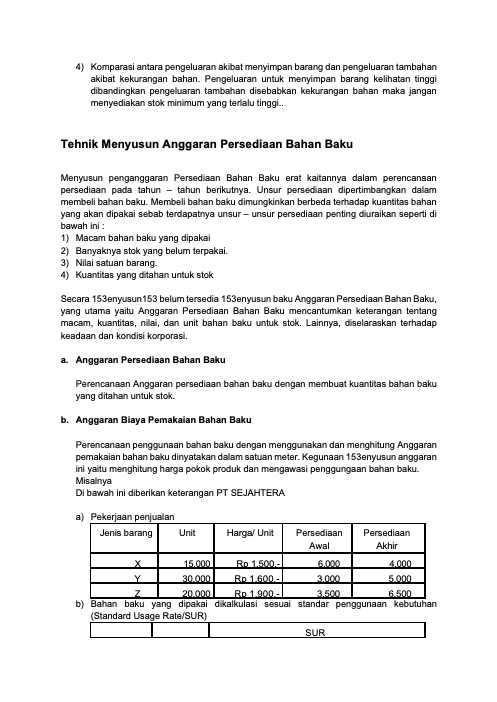 4) Komparasi antara pengeluaran akibat menyimpan barang dan pengeluaran tambahan
akibat kekurangan bahan. Pengeluaran untuk menyimpan barang kelihatan tinggi
dibandingkan pengeluaran tambahan disebabkan kekurangan bahan maka jangan
menyediakan stok minimum yang terlalu tinggi..
Tehnik Menyusun Anggaran Persediaan Bahan Baku
Menyusun penganggaran Persediaan Bahan Baku erat kaitannya dalam perencanaan
persediaan pada tahun – tahun berikutnya. Unsur persediaan dipertimbangkan dalam
membeli bahan baku. Membeli bahan baku dimungkinkan berbeda terhadap kuantitas bahan
yang akan dipakai sebab terdapatnya unsur – unsur persediaan penting diuraikan seperti di
bawah ini :
1) Macam bahan baku yang dipakai
2) Banyaknya stok yang belum terpakai.
3) Nilai satuan barang.
4) Kuantitas yang ditahan untuk stok
Secara 153enyusun153 belum tersedia 153enyusun baku Anggaran Persediaan Bahan Baku,
yang utama yaitu Anggaran Persediaan Bahan Baku mencantumkan keterangan tentang
macam, kuantitas, nilai, dan unit bahan baku untuk stok. Lainnya, diselaraskan terhadap
keadaan dan kondisi korporasi.
a. Anggaran Persediaan Bahan Baku
Perencanaan Anggaran persediaan bahan baku dengan membuat kuantitas bahan baku
yang ditahan untuk stok.
b. Anggaran Biaya Pemakaian Bahan Baku
Perencanaan penggunaan bahan baku dengan menggunakan dan menghitung Anggaran
pemakaian bahan baku dinyatakan dalam satuan meter. Kegunaan 153enyusun anggaran
ini yaitu menghitung harga pokok produk dan mengawasi penggungaan bahan baku.
Misalnya
Di bawah ini diberikan keterangan PT SEJAHTERA
a) Pekerjaan penjualan
Jenis barang Unit Harga/ Unit Persediaan Awal Persediaan Akhir
X 15.000 Rp 1.500,- 6.000 4.000
Y 30.000 Rp 1.600,- 3.000 5.000
Z 20.000 Rp 1.900,- 3.500 6.500
b) Bahan baku yang dipakai dikalkulasi sesuai standar penggunaan kebutuhan
(Standard Usage Rate/SUR)
SUR